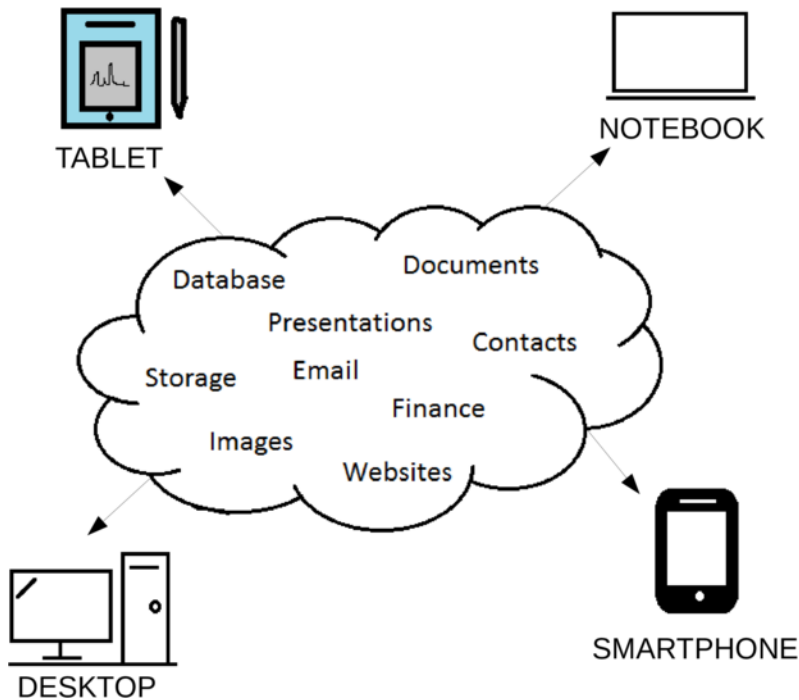 TABLET
NOTEBOOK
Database
Documents
Presentations
Contacts
Storage
Email
Finance
Images
Websites
DESKTOP
SMARTPHONE